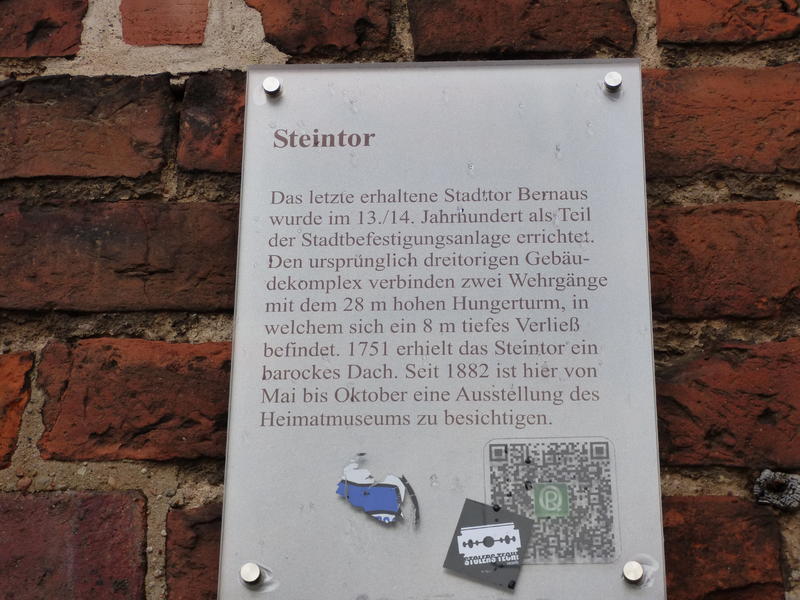 Steintor
Das letzte erhaltene Stadttor Bernaus
wurde im 13./14. Jahrhundert als Teil
der Stadtbefestigungsanlage errichtet.
Den ursprünglich dreitorigen Gebäu-
dekomplex verbinden zwei Wehrgänge
mit dem 28 m hohen Hungerturm, in
welchem sich ein 8 m tiefes Verließ
befindet. 1751 erhielt das Steintor ein
barockes Dach. Seit 1882 ist hier von
Mai bis Oktober eine Ausstellung des
Heimatmuseums zu besichtigen.